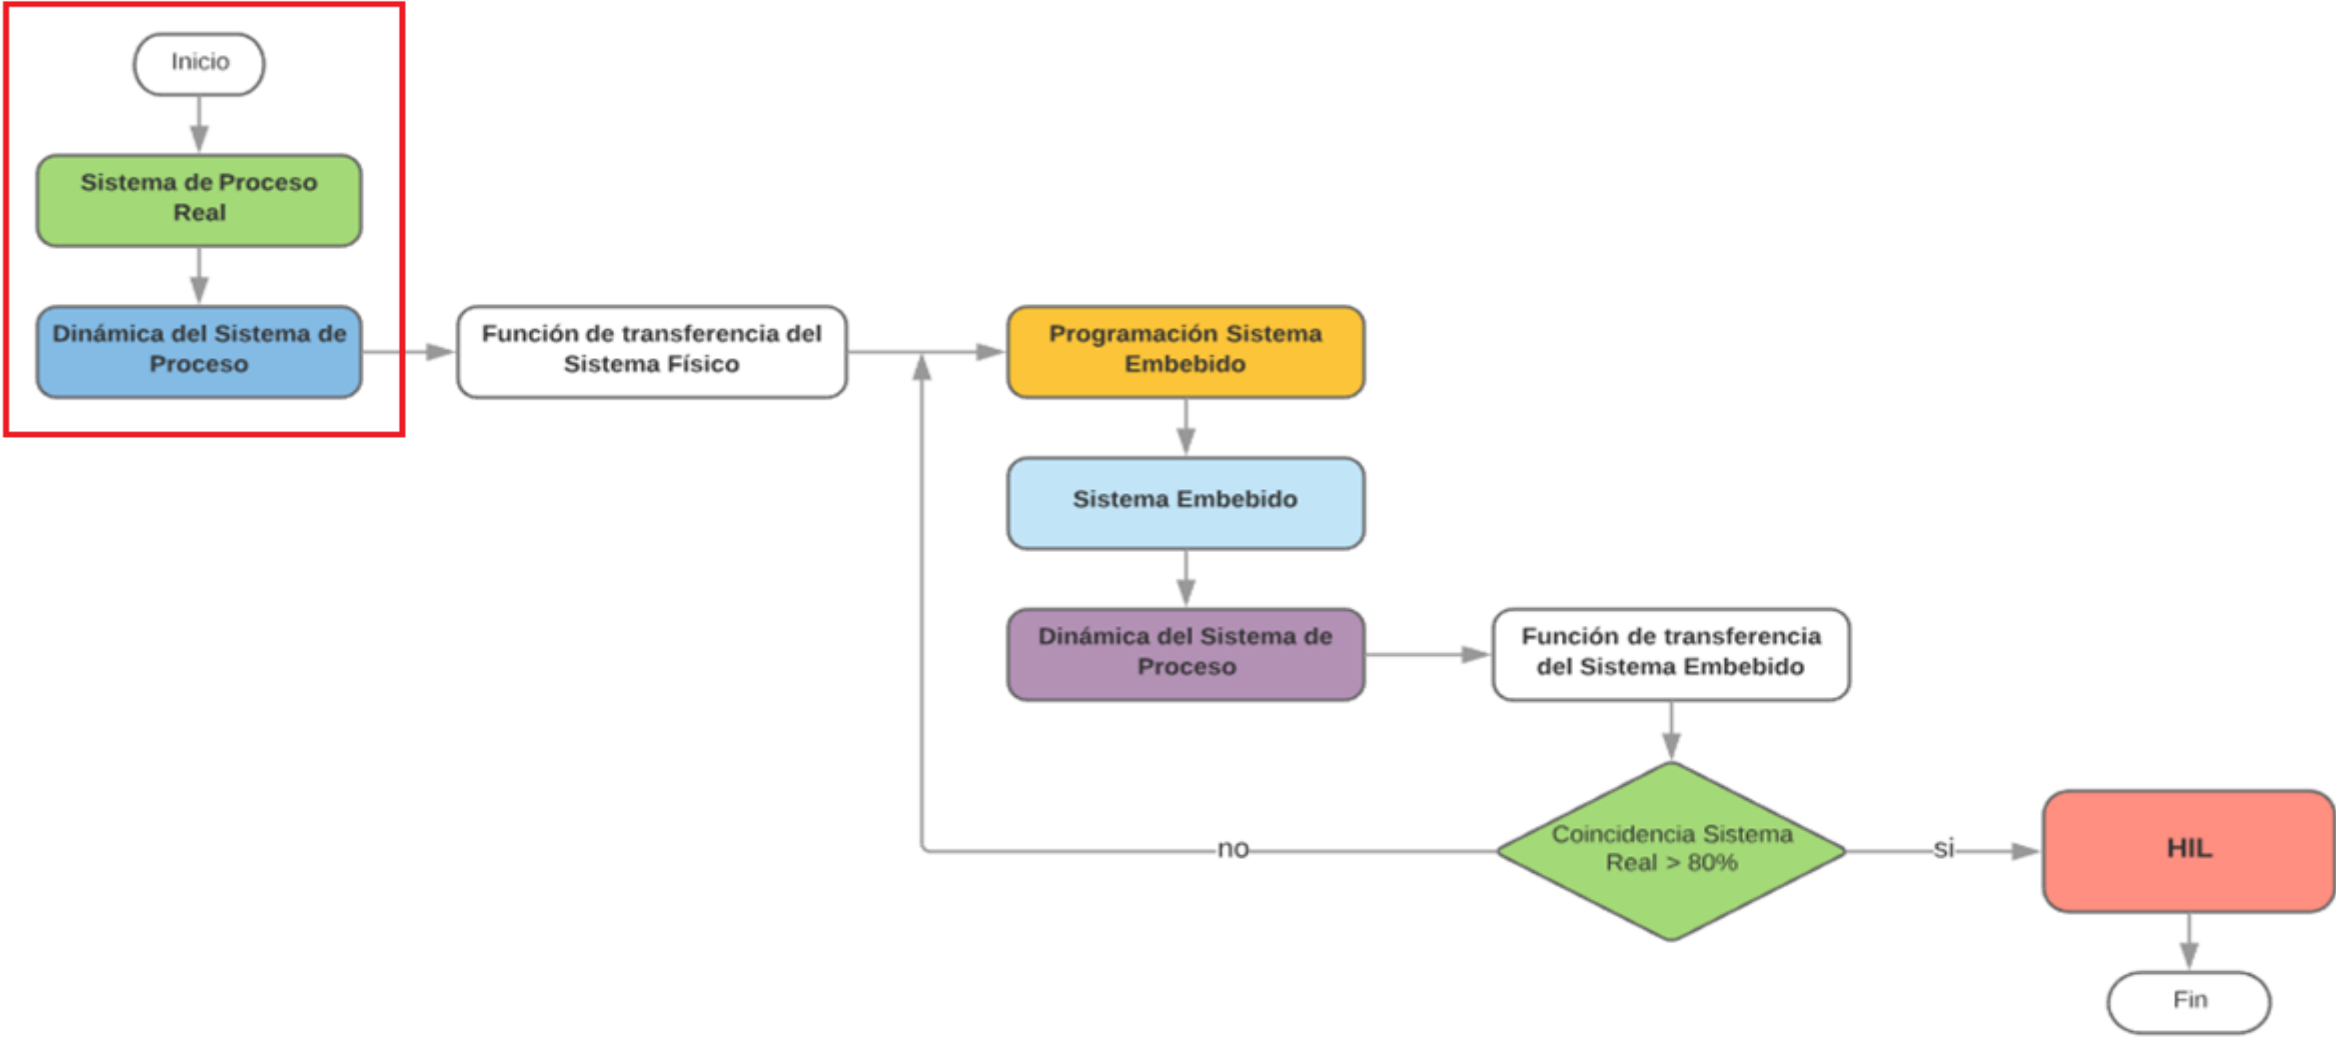 Inicio
Sistema de Proceso
Real
Dinámica del Sistema de
Proceso
Función de transferencia del
Sistema Físico
Programación Sistema
Embebido
Sistema Embebido
Dinámica del Sistema de
Proceso
Función de transferencia
del Sistema Embebido
Coincidencia Sistema
Real > 80%
no
si
HIL
Fin